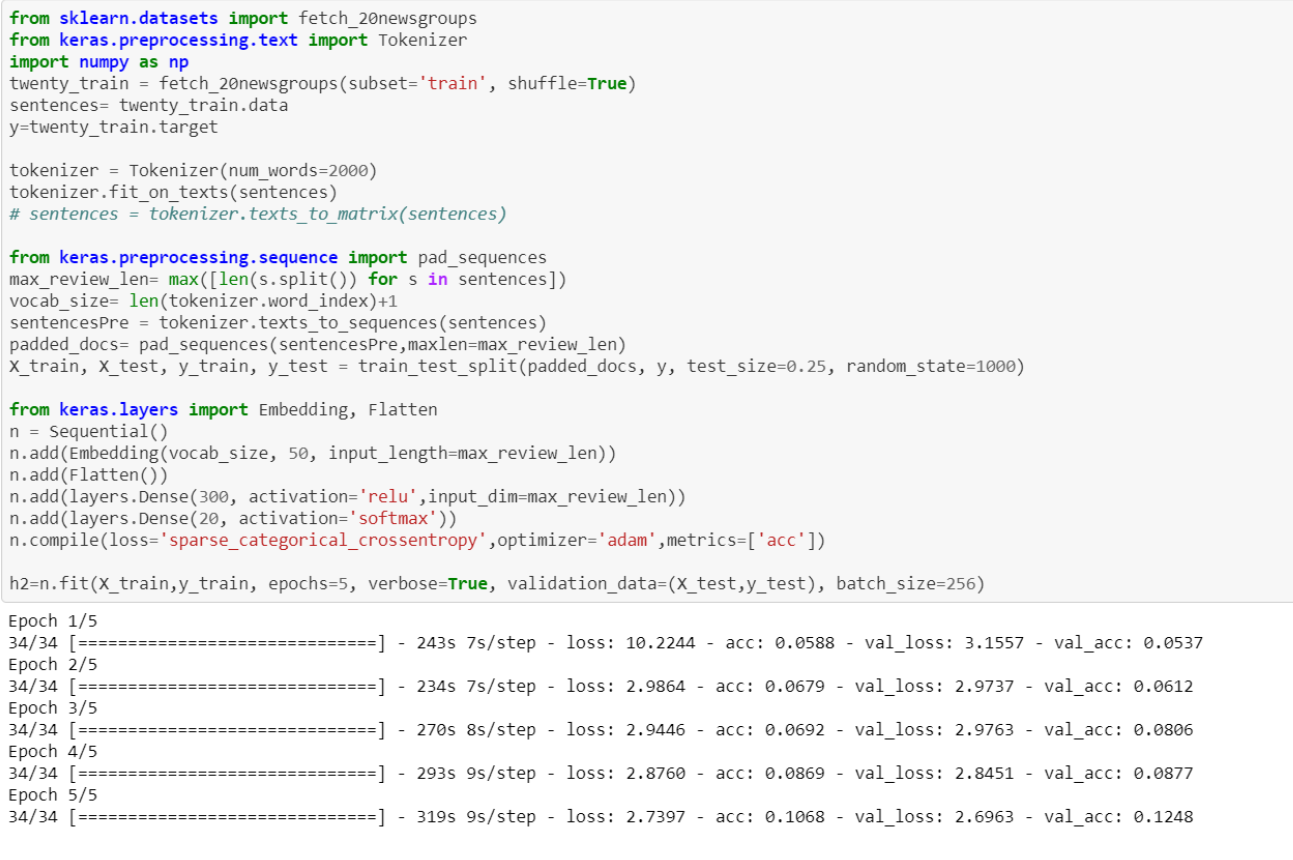 from sklearn.datasets import fetch_20newsgroups
from keras.preprocessing.text import Tokenizer
import numpy as np
twenty_train = fetch_20newsgroups(subset='train', shuffle=True)
sentences= twenty_train.data
y=twenty_train.target
tokenizer = Tokenizer(num_words=2000)
tokenizer.fit_on_texts(sentences)
# sentences = tokenizer.texts_to_matrix(sentences)
from keras.preprocessing.sequence import pad_sequences
max_review_len= max([len(s.split()) for s in sentences])
vocab_size= len(tokenizer.word_index)+1
sentencesPre = tokenizer.texts_to_sequences(sentences)
padded_docs= pad_sequences(sentencesPre,maxlen=max_review_len)
X_train, X_test, y_train, y_test = train_test_split(padded_docs, y, test_size=0.25, random_state=1000)
from keras.layers import Embedding, Flatten
n = Sequential()
n.add(Embedding(vocab_size, 50, input_length=max_review_len))
n.add(Flatten())
n.add(layers.Dense(300, activation='relu',input_dim=max_review_len))
n.add(layers.Dense(20, activation='softmax'))
n.compile(loss='sparse_categorical_crossentropy',optimizer='adam',metrics=['acc'])
h2=n.fit(X_train,y_train, epochs=5, verbose=True, validation_data=(X_test,y_test), batch_size=256)
Epoch 1/5
34/34 [==============================] - 243s 7s/step - loss: 10.2244 - acc: 0.0588 - val_loss: 3.1557 - val_acc: 0.0537
Epoch 2/5
34/34 [==============================] - 234s 7s/step - loss: 2.9864 - acc: 0.0679 - val_loss: 2.9737 - val_acc: 0.0612
Epoch 3/5
34/34 [==============================] - 270s 8s/step - loss: 2.9446 - acc: 0.0692 - val_loss: 2.9763 - val_acc: 0.0806
Epoch 4/5
34/34 [==============================] - 293s 9s/step - loss: 2.8760 - acc: 0.0869 - val_loss: 2.8451 - val_acc: 0.0877
Epoch 5/5
34/34 [==============================] - 319s 9s/step - loss: 2.7397 - acc: 0.1068 - val_loss: 2.6963 - val_acc: 0.1248